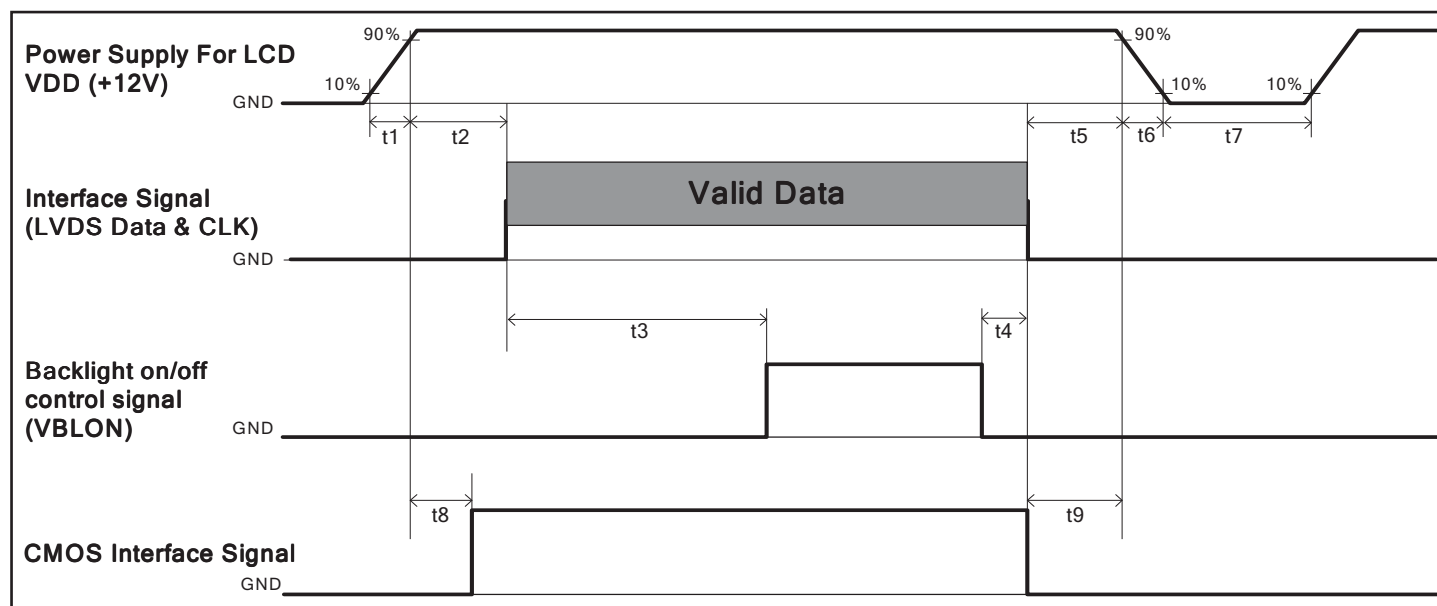 Power Supply For LCD
VDD (+12V)
90%
10%
GND
90%
10%
10%
t1
t2
t5
t6
t7
Interface Signal
(LVDS Data & CLK)
Valid Data
GND
t3
t4
Backlight on/off
control signal
(VBLON)
GND
t8
t9
CMOS Interface Signal
GND